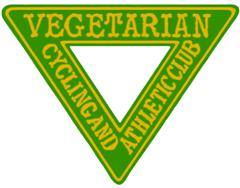 VEGETARIAN
CYCLING AND
ATHLETIC CLUB